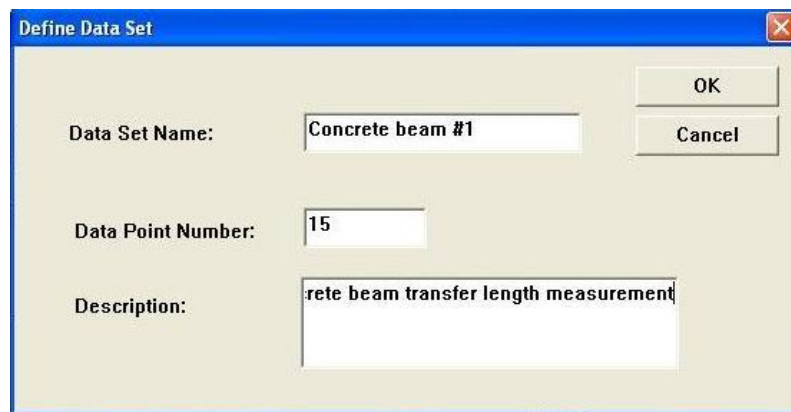 Define Data Set
OK
Data Set Name: Concrete beam #1
Cancel
Data Point Number: 15
Description: rete beam transfer length measurement